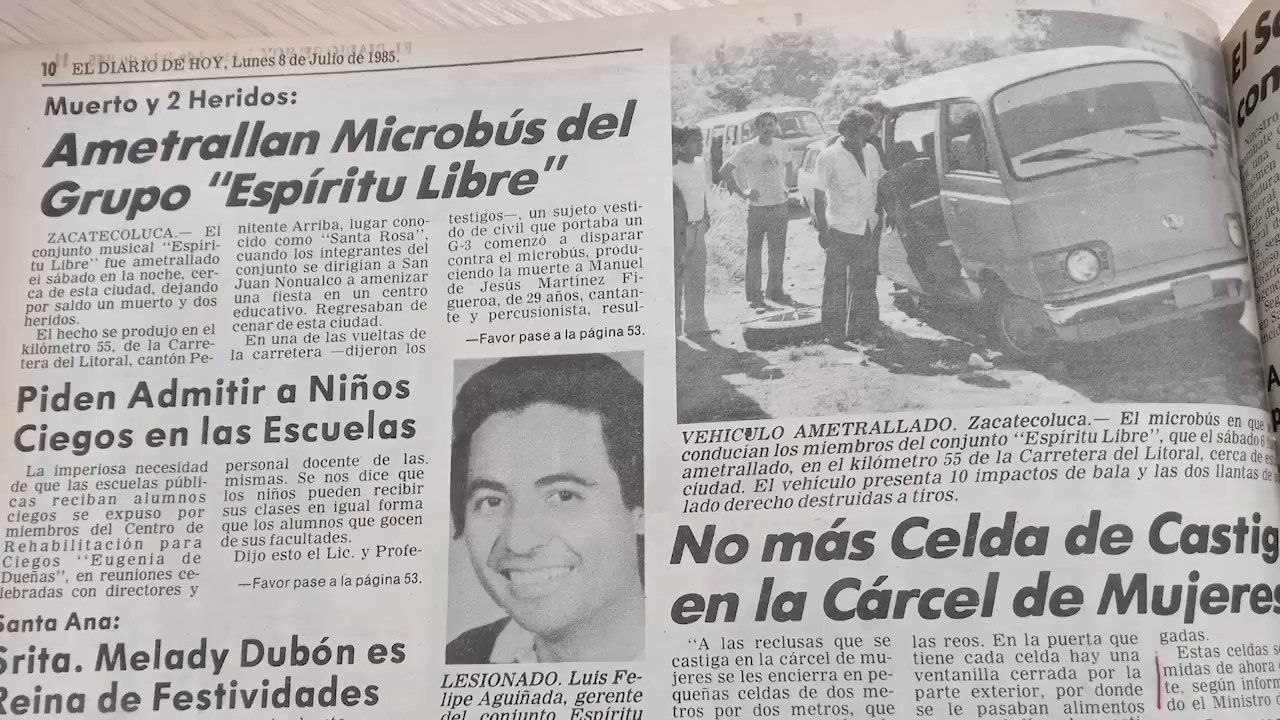 10 EL DIARIO DE HOY, Lunes 8 de Julio de 1985.
Muerto y 2 Heridos:
Ametrallan Microbús del
Grupo "Espíritu Libre"
ZACATECOLUCA.— El
conjunto musical "Espíri-
tu Libre" fue ametrallado
el sábado en la noche, cer-
ca de esta ciudad, dejando
por saldo un muerto y dos
heridos.
El hecho se produjo en el
kilómetro 55, de la Carre-
tera del Litoral, cantón Pe-
nitente Arriba, lugar cono-
cido como "Santa Rosa",
cuando los integrantes del
conjunto se dirigían a San
Juan Nonualco a amenizar
una fiesta en un centro
educativo. Regresaban de
cenar de esta ciudad.
En una de las vueltas de
la carretera —dijeron los
testigos—, un sujeto vesti-
do de civil que portaba un
G-3 comenzó a disparar
contra el microbús, produ-
ciendo la muerte a Manuel
de Jesús Martínez Fi-
gueroa, de 29 años, cantan-
te y percusionista, resul-
—Favor pase a la página 53.
VEHICULO AMETRALLADO. Zacatecoluca.— El microbús en que
conducían los miembros del conjunto "Espíritu Libre", que el sábado 6
ametrallado, en el kilómetro 55 de la Carretera del Litoral, cerca de
ciudad. El vehículo presenta 10 impactos de bala y las dos llantas de
lado derecho destruidas a tiros.
Piden Admitir a Niños
Ciegos en las Escuelas
La imperiosa necesidad
de que las escuelas públi-
cas reciban alumnos
ciegos se expuso por
miembros del Centro de
Rehabilitación para
Ciegos "Eugenia de
Dueñas", en reuniones ce-
lebradas con directores y
personal docente de las.
mismas. Se nos dice que
los niños pueden recibir
sus clases en igual forma
que los alumnos que gocen
de sus facultades.
Dijo esto el Lic. y Profe-
—Favor pase a la página 53.
LESIONADO. Luis Fe-
lipe Aguiñada, gerente
del conjunto Espíritu
Santa Ana:
Srita. Melady Dubón es
Reina de Festividades
No más Celda de Castig
en la Cárcel de Mujeres
"A las reclusas que se
castiga en la cárcel de mu-
jeres se les encierra en pe-
queñas celdas de dos me-
tros por dos metros, que
las reos. En la puerta que
tiene cada celda hay una
ventanilla cerrada por la
parte exterior, por donde
se le pasaban alimentos
gadas.
Estas celdas
midas de ahora
te, según inform
do el Ministro
El
con